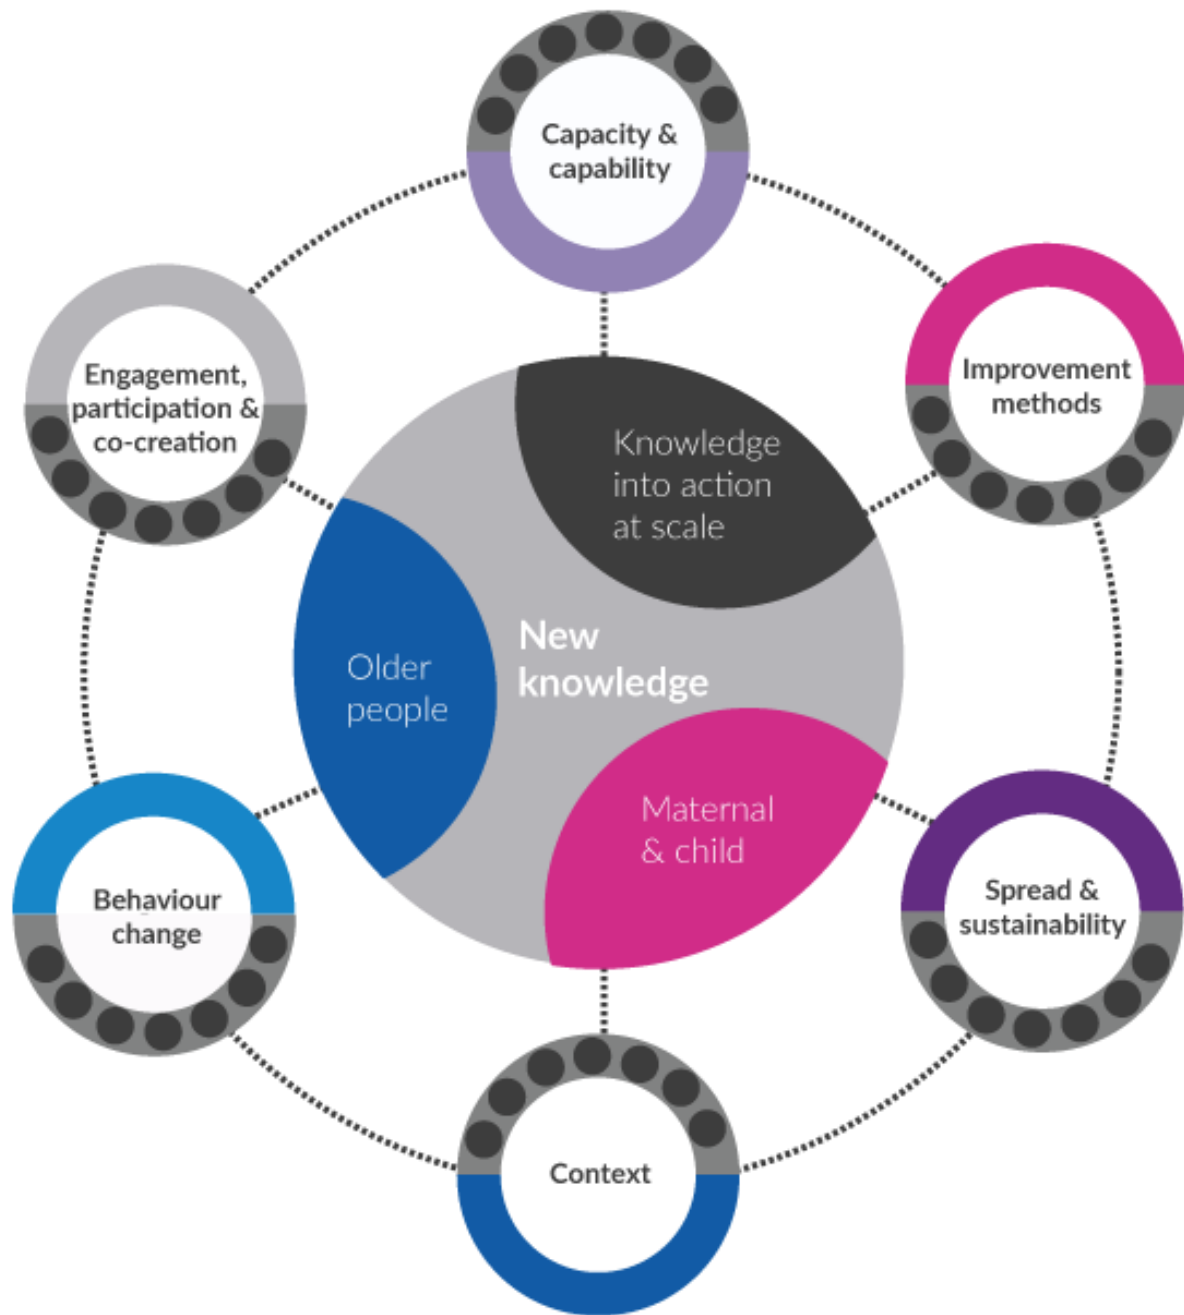 Capacity &
capability
Improvement
methods
Engagement,
participation &
co-creation
Knowledge
into action
at scale
New
knowledge
Older
people
Maternal
& child
Behaviour
change
Spread &
sustainability
Context